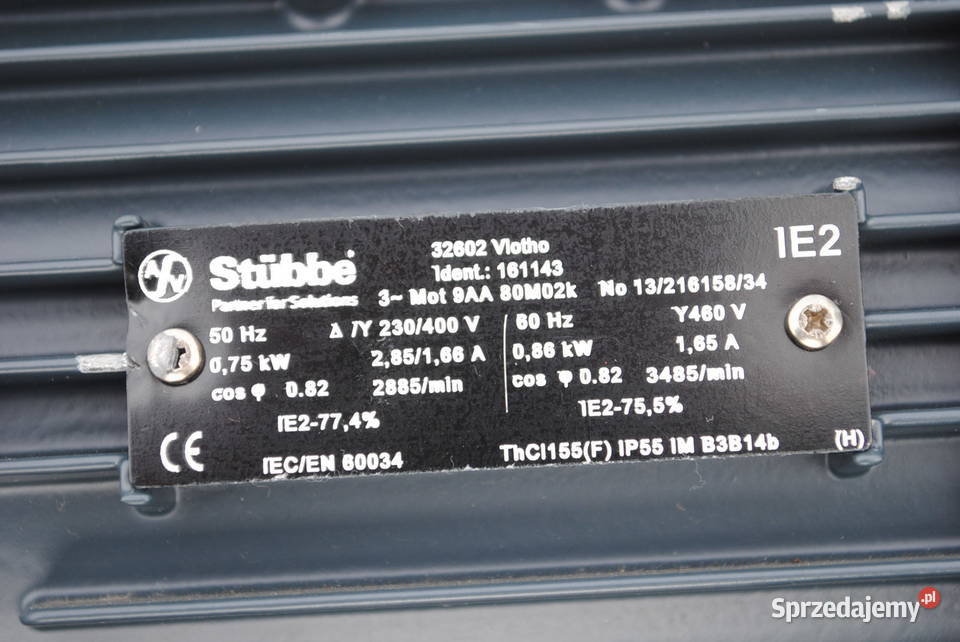 Stübbe
Partner for Solutions
32602 Vlotho
Ident.: 161143
3~ Mot 9AA 80M02k No 13/216158/34
IE2
50 Hz Δ/Y 230/400 V
0,75 kW 2,85/1,66 A
cos φ 0.82 2885/min
IE2-77,4%
60 Hz Y460 V
0,86 kW 1,65 A
cos φ 0.82 3485/min
IE2-75,5%
CE IEC/EN 60034 ThCl155(F) IP55 IM B3B14b (H)
Sprzedajemy.pl